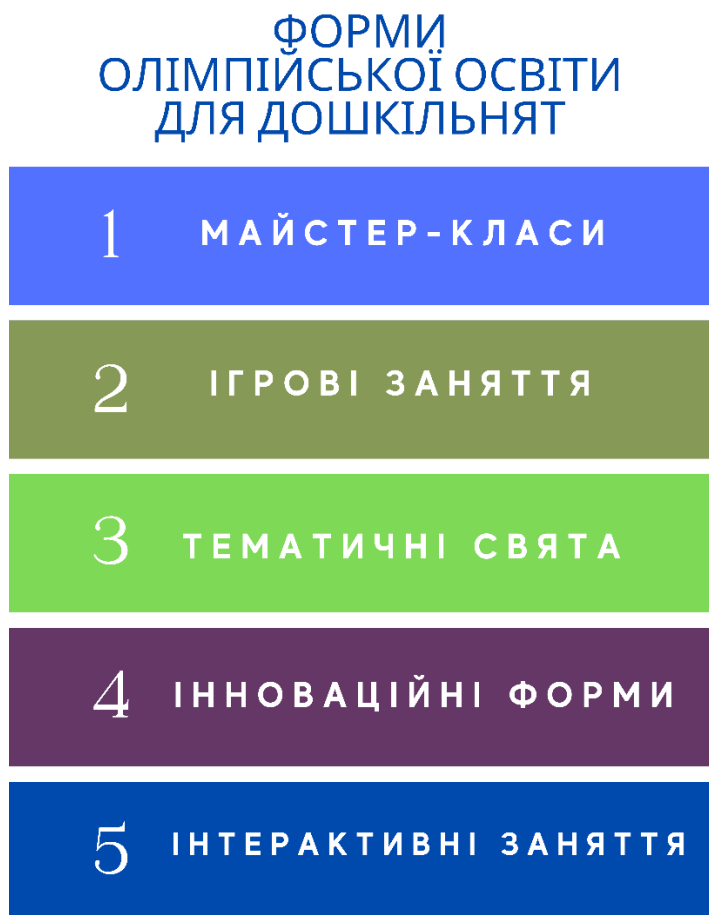 ФОРМИ
ОЛІМПІЙСЬКОЇ ОСВІТИ
ДЛЯ ДОШКІЛЬНЯТ
1 МАЙСТЕР-КЛАСИ
2 ІГРОВІ ЗАНЯТТЯ
3 ТЕМАТИЧНІ СВЯТА
4 ІННОВАЦІЙНІ ФОРМИ
5 ІНТЕРАКТИВНІ ЗАНЯТТЯ